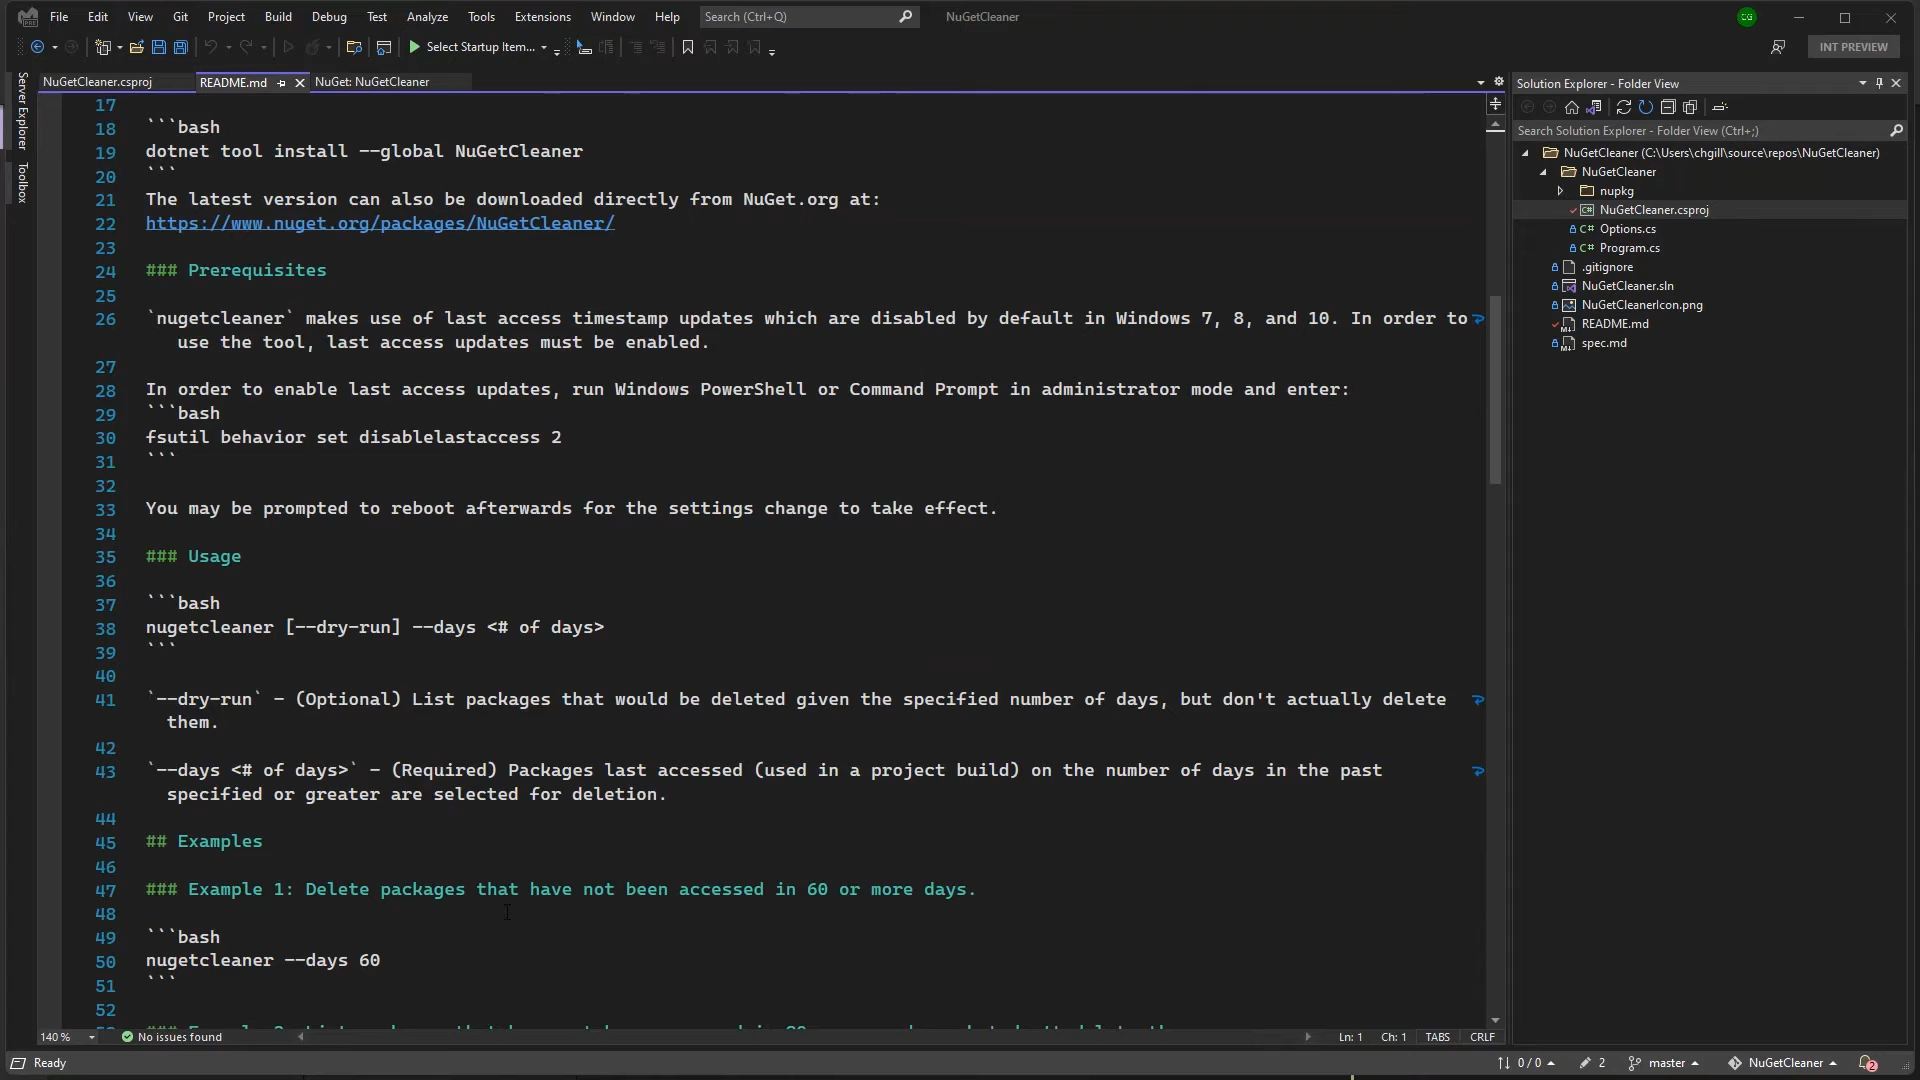 File Edit View Git Project Build Debug Test Analyze Tools Extensions Window Help Search (Ctrl+Q) NuGetCleaner CG
Select Startup Item... INT PREVIEW
Server Explorer
Toolbox
NuGetCleaner.csproj README.md NuGet: NuGetCleaner
17
18 ```bash
19 dotnet tool install --global NuGetCleaner
20 ```
21 The latest version can also be downloaded directly from NuGet.org at:
22 https://www.nuget.org/packages/NuGetCleaner/
23
24 ### Prerequisites
25
26 `nugetcleaner` makes use of last access timestamp updates which are disabled by default in Windows 7, 8, and 10. In order to
use the tool, last access updates must be enabled.
27
28 In order to enable last access updates, run Windows PowerShell or Command Prompt in administrator mode and enter:
29 ```bash
30 fsutil behavior set disablelastaccess 2
31 ```
32
33 You may be prompted to reboot afterwards for the settings change to take effect.
34
35 ### Usage
36
37 ```bash
38 nugetcleaner [--dry-run] --days <# of days>
39 ```
40
41 `--dry-run` - (Optional) List packages that would be deleted given the specified number of days, but don't actually delete
them.
42
43 `--days <# of days>` - (Required) Packages last accessed (used in a project build) on the number of days in the past
specified or greater are selected for deletion.
44
45 ## Examples
46
47 ### Example 1: Delete packages that have not been accessed in 60 or more days.
48
49 ```bash
50 nugetcleaner --days 60
51 ```
52
140 % No issues found Ln: 1 Ch: 1 TABS CRLF
Solution Explorer - Folder View
Search Solution Explorer - Folder View (Ctrl+;)
NuGetCleaner (C:\Users\chgill\source\repos\NuGetCleaner)
NuGetCleaner
nupkg
NuGetCleaner.csproj
C# Options.cs
C# Program.cs
.gitignore
NuGetCleaner.sln
NuGetCleanerIcon.png
README.md
spec.md
Ready 0 / 0 2 master NuGetCleaner 2